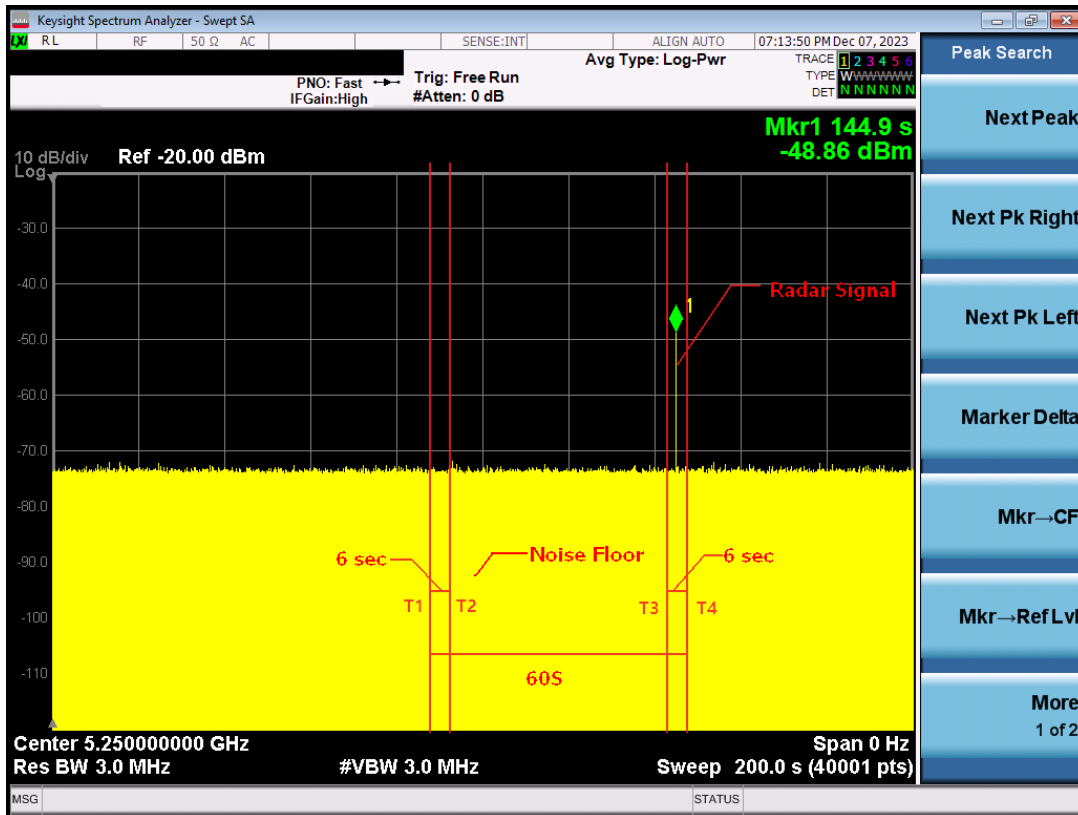 Keysight Spectrum Analyzer - Swept SA
LXI RL RF 50 Ω AC SENSE:INT ALIGN AUTO 07:13:50 PM Dec 07, 2023
PNO: Fast
IFGain:High
Trig: Free Run
#Atten: 0 dB
Avg Type: Log-Pwr
TRACE 1 2 3 4 5 6
TYPE WWWWWW
DET N N N N N N
Mkr1 144.9 s
-48.86 dBm
10 dB/div
Log
Ref -20.00 dBm
-30.0
-40.0
-50.0
-60.0
-70.0
-80.0
-90.0
-100
-110
1
Radar Signal
6 sec
Noise Floor
6 sec
T1
T2
T3
T4
60S
Center 5.250000000 GHz
Span 0 Hz
Res BW 3.0 MHz
#VBW 3.0 MHz
Sweep 200.0 s (40001 pts)
MSG
STATUS
Peak Search
Next Peak
Next Pk Right
Next Pk Left
Marker Delta
Mkr→CF
Mkr→Ref Lvl
More
1 of 2